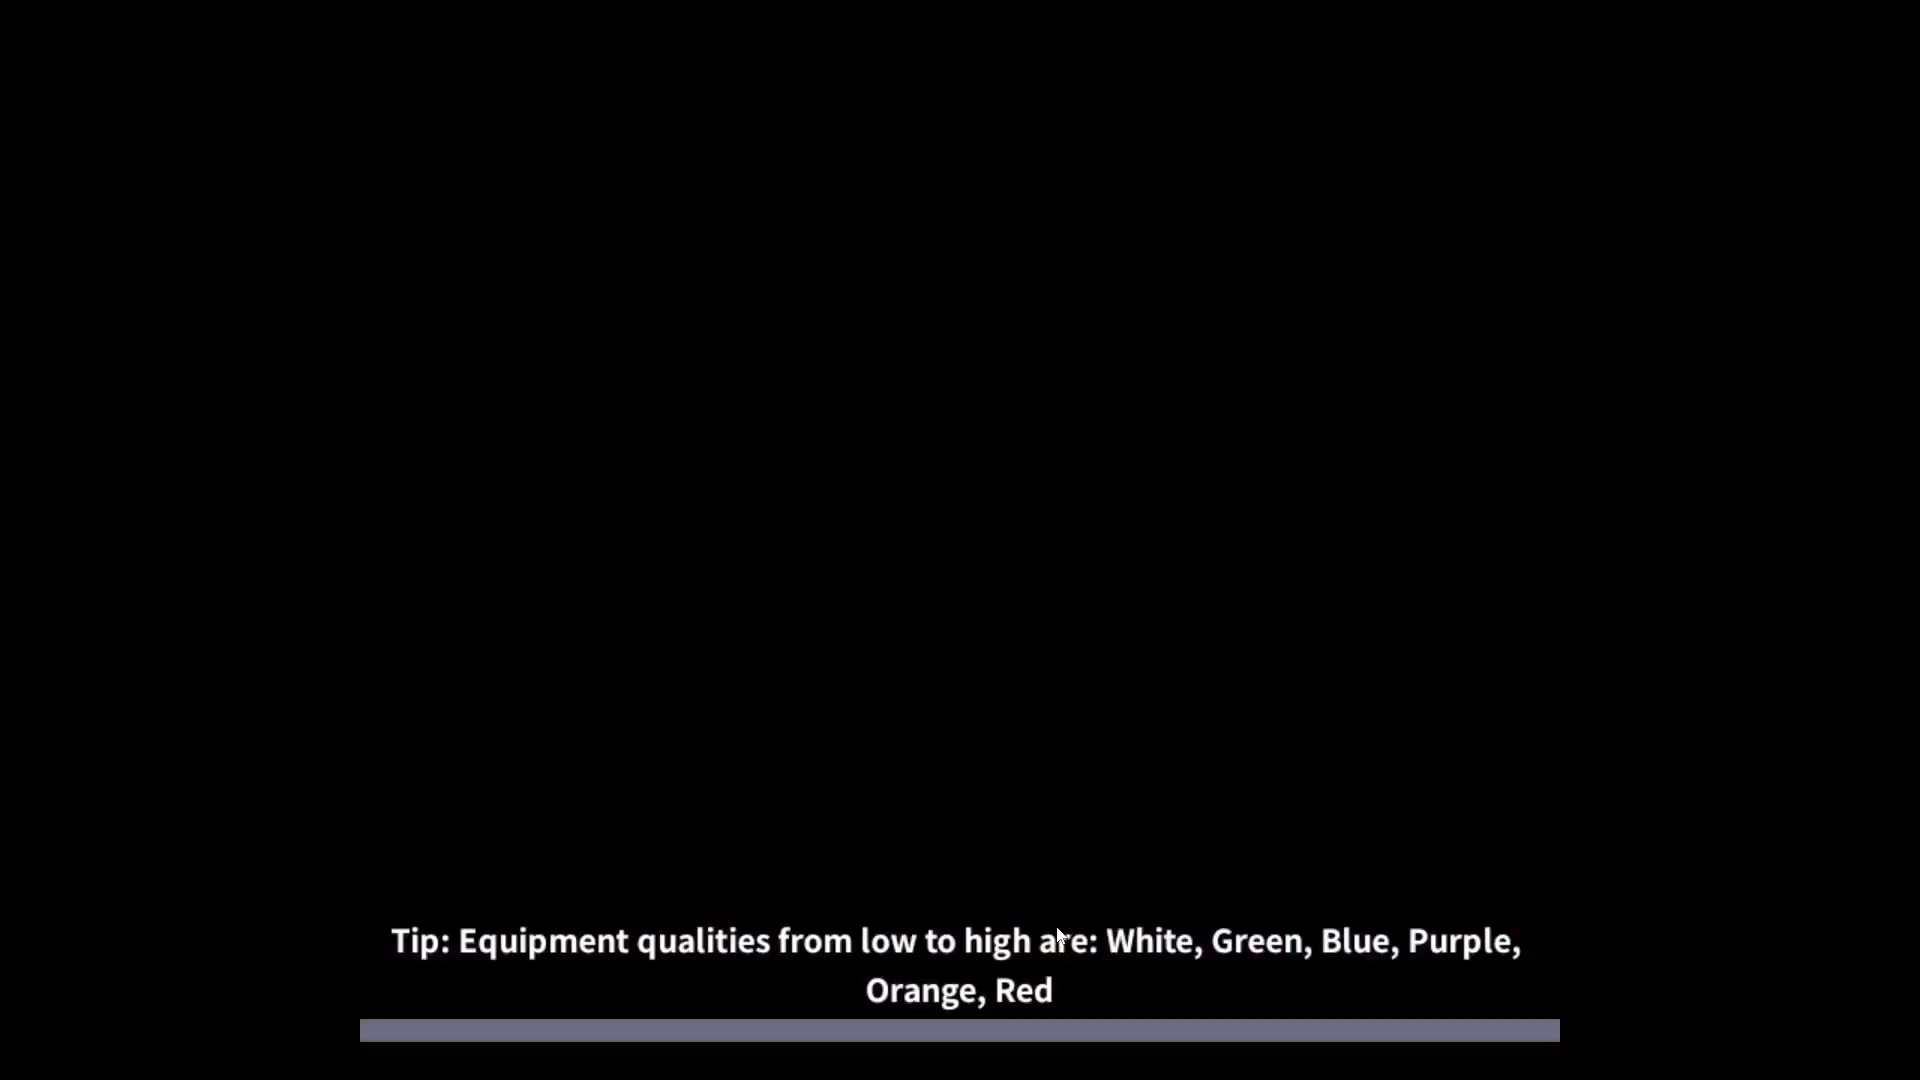 Tip: Equipment qualities from low to high are: White, Green, Blue, Purple,
Orange, Red